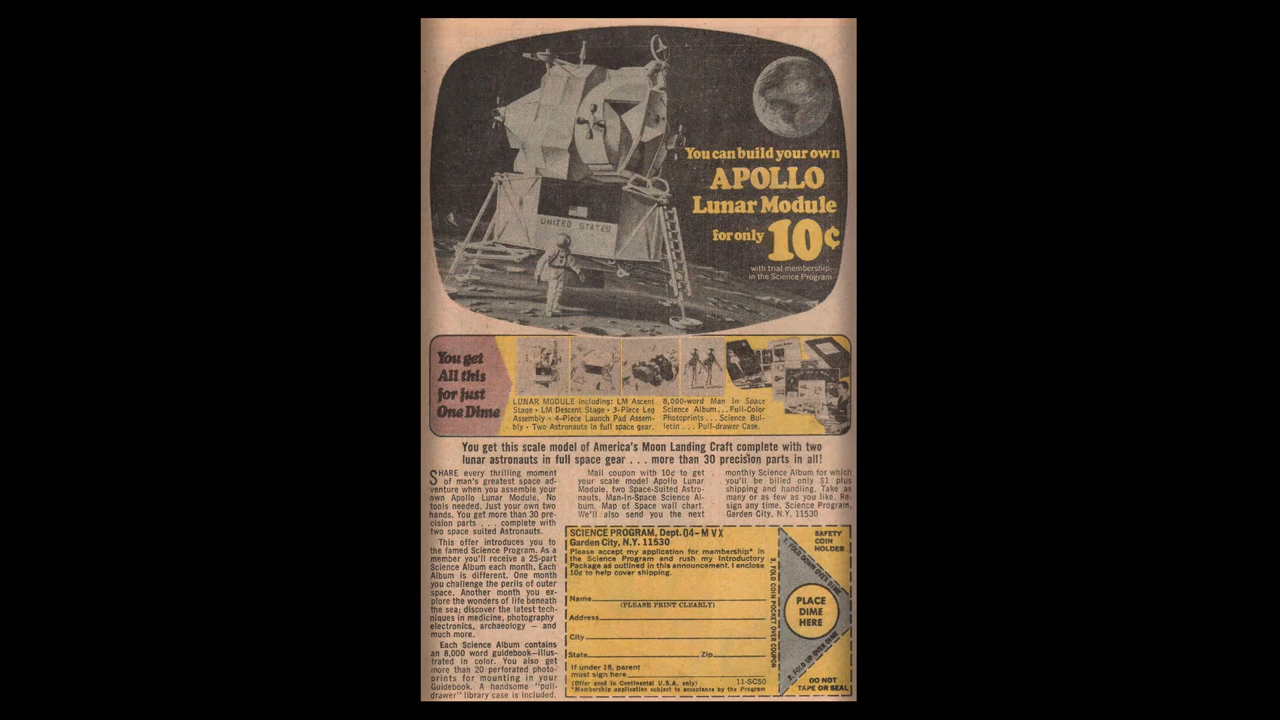 UNITED STATES
You can build your own
APOLLO
Lunar Module
for only 10¢
with trial membership
in the Science Program
You get
All this
for just
One Dime
LUNAR MODULE including: LM Ascent
Stage - LM Descent Stage - 3-Piece Leg
Assembly - 4-Piece Launch Pad Assem-
bly - Two Astronauts in full space gear.
8,000-word Man in Space
Science Album...Full-Color
Photoprints...Science Bul-
letin...Pull-drawer Case.
You get this scale model of America's Moon Landing Craft complete with two
lunar astronauts in full space gear . . . more than 30 precision parts in all!
SHARE every thrilling moment
of man's greatest space ad-
venture when you assemble your
own Apollo Lunar Module. No
tools needed. Just your own two
hands. You get more than 30 pre-
cision parts . . . complete with
two space suited Astronauts.
This offer introduces you to
the famed Science Program. As a
member you'll receive a 25-part
Science Album each month. Each
Album is different. One month
you challenge the perils of outer
space. Another month you ex-
plore the wonders of life beneath
the sea; discover the latest tech-
niques in medicine, photography
electronics, archaeology — and
much more.
Each Science Album contains
an 8,000 word guidebook—illus-
trated in color. You also get
more than 20 perforated photo-
prints for mounting in your
Guidebook. A handsome "pull-
drawer" library case is included.
Mail coupon with 10¢ to get
your scale model Apollo Lunar
Module, two Space-Suited Astro-
nauts, Man-In-Space Science Al-
bum, Map of Space wall chart.
We'll also send you the next
monthly Science Album for which
you'll be billed only $1 plus
shipping and handling. Take as
many or as few as you like. Re-
sign any time. Science Program,
Garden City, N.Y. 11530
SCIENCE PROGRAM, Dept. 04-MVX
Garden City, N.Y. 11530
Please accept my application for membership* in
the Science Program and rush my Introductory
Package as outlined in this announcement. I enclose
10¢ to help cover shipping.
Name
(PLEASE PRINT CLEARLY)
Address
City
State Zip
If under 18, parent
must sign here
11-SC50
(Offer good in Continental U.S.A. only)
*Membership application subject to acceptance by the Program
SAFETY
COIN
HOLDER
1. FOLD DOWN OVER DIME
PLACE
DIME
HERE
2. FOLD UP OVER DIME
3. FOLD COIN POCKET OVER COUPON
DO NOT
TAPE OR SEAL